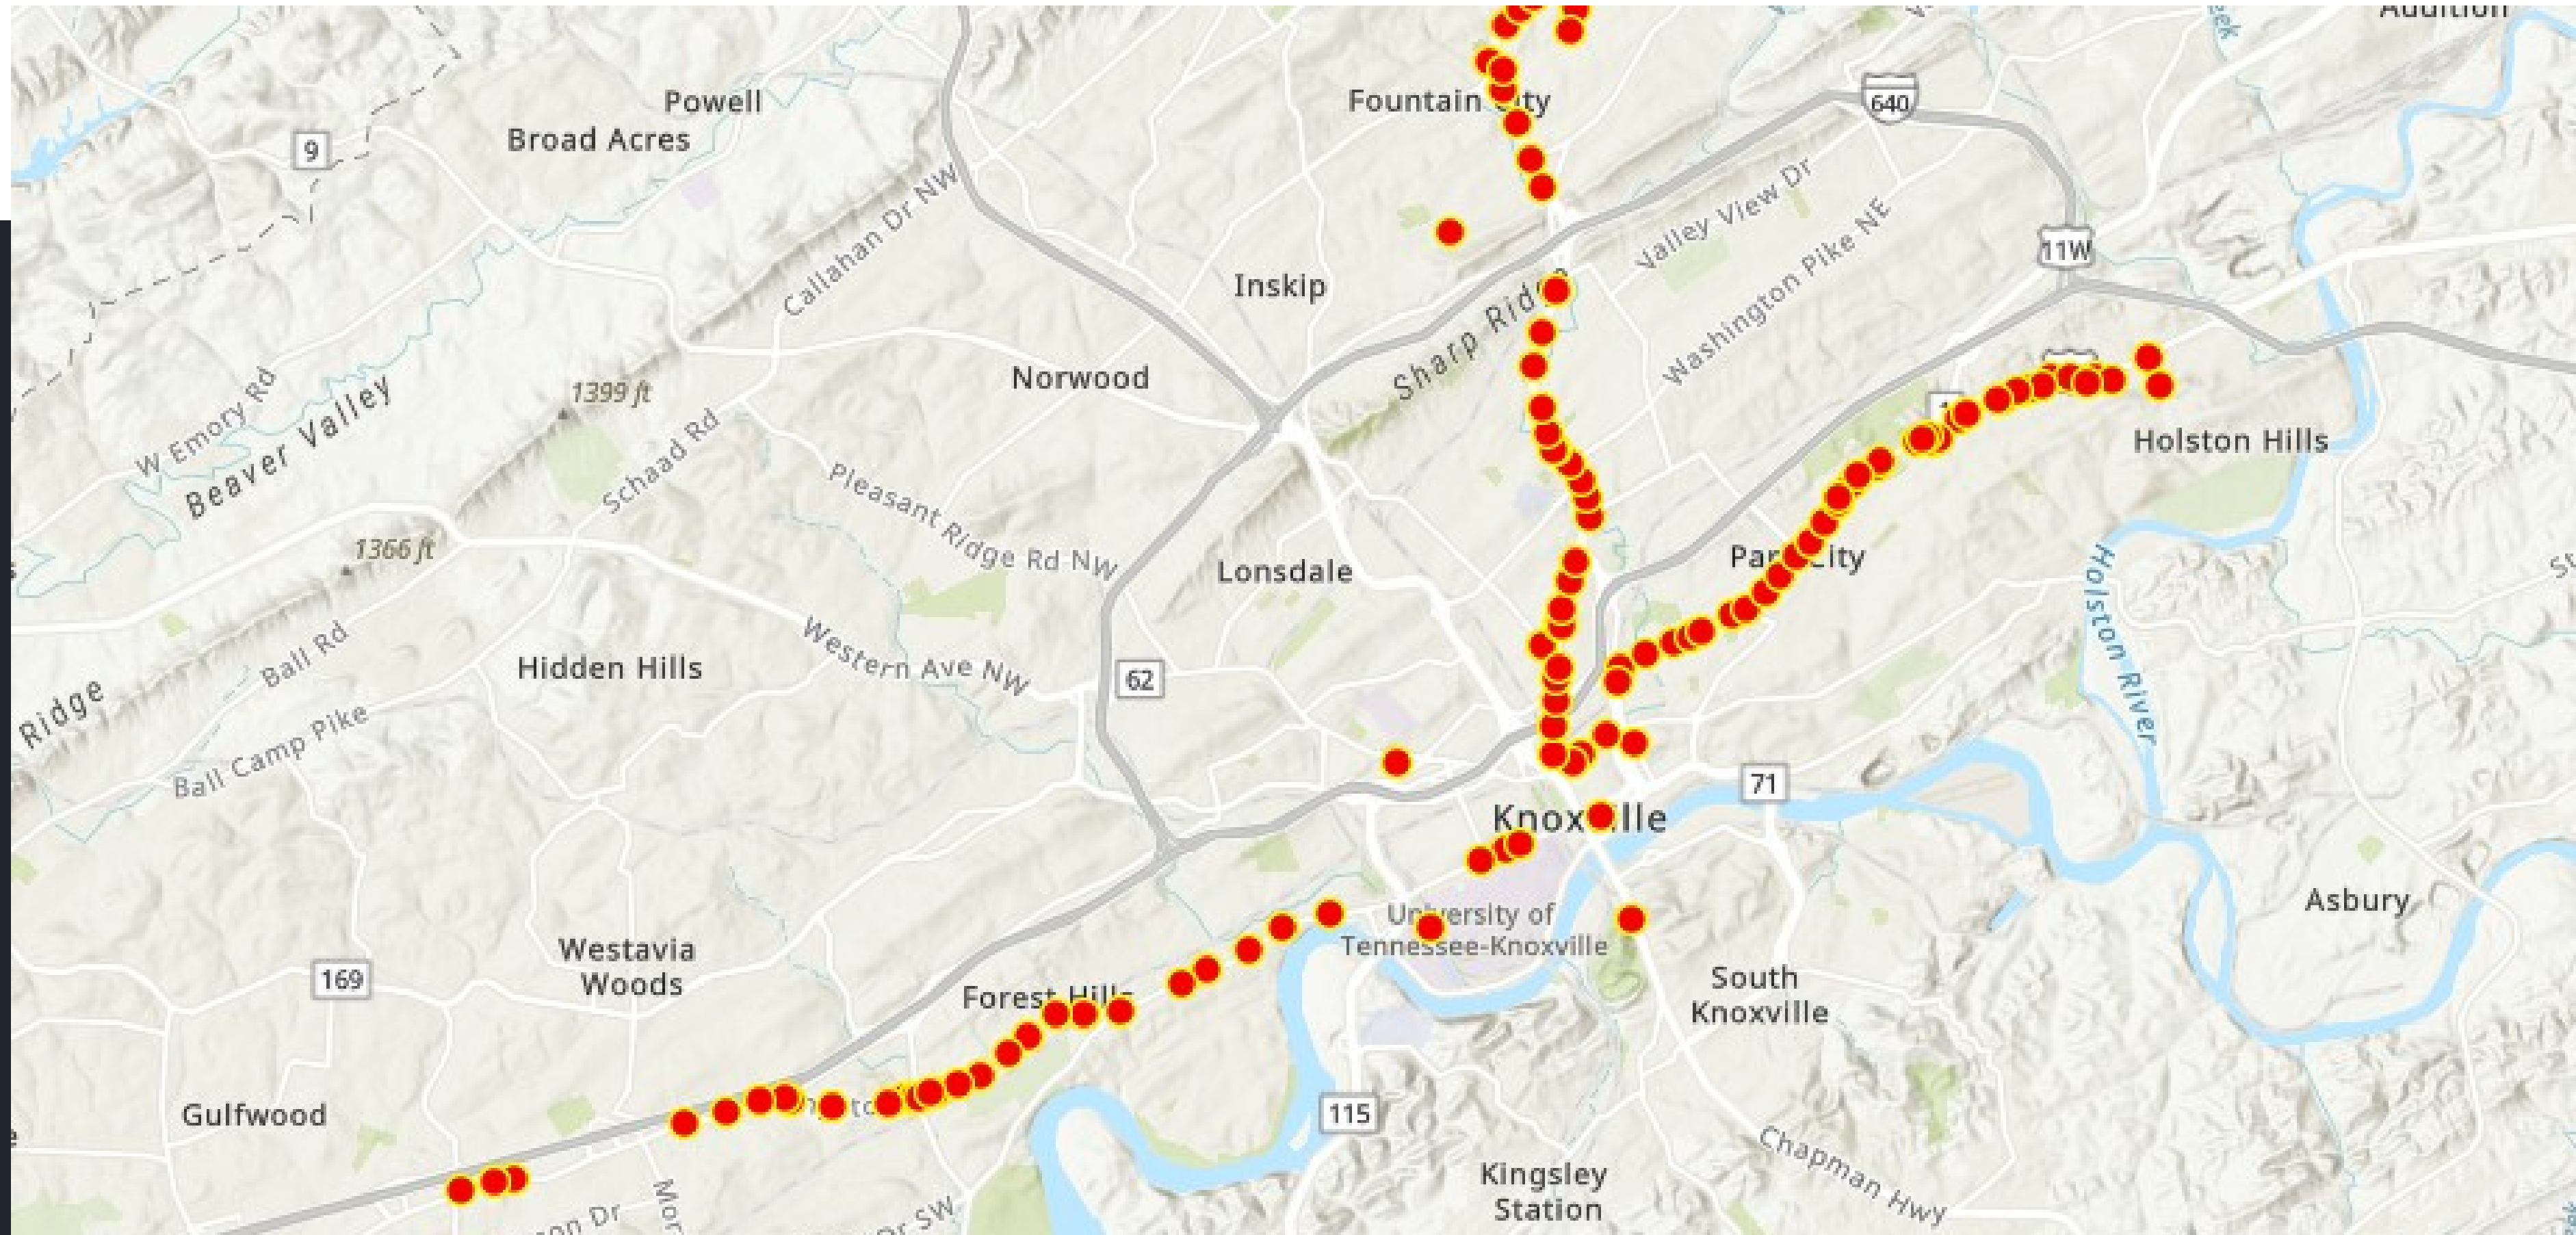 Addition
Powell
Fountain City
640
Broad Acres
9
Callahan Dr NW
Valley View Dr
Washington Pike NE
11W
Inskip
Sharp Ridge
Norwood
1399 ft
W Emory Rd
Beaver Valley
Schaad Rd
Holston Hills
Pleasant Ridge Rd NW
1366 ft
Lonsdale
Park City
Holston River
Ball Rd
Western Ave NW
Hidden Hills
62
Ridge
Ball Camp Pike
71
Knoxville
Asbury
University of
Tennessee-Knoxville
Westavia
Woods
169
South
Knoxville
Forest Hills
Gulfwood
115
Chapman Hwy
Kingsley
Station
Dr SW